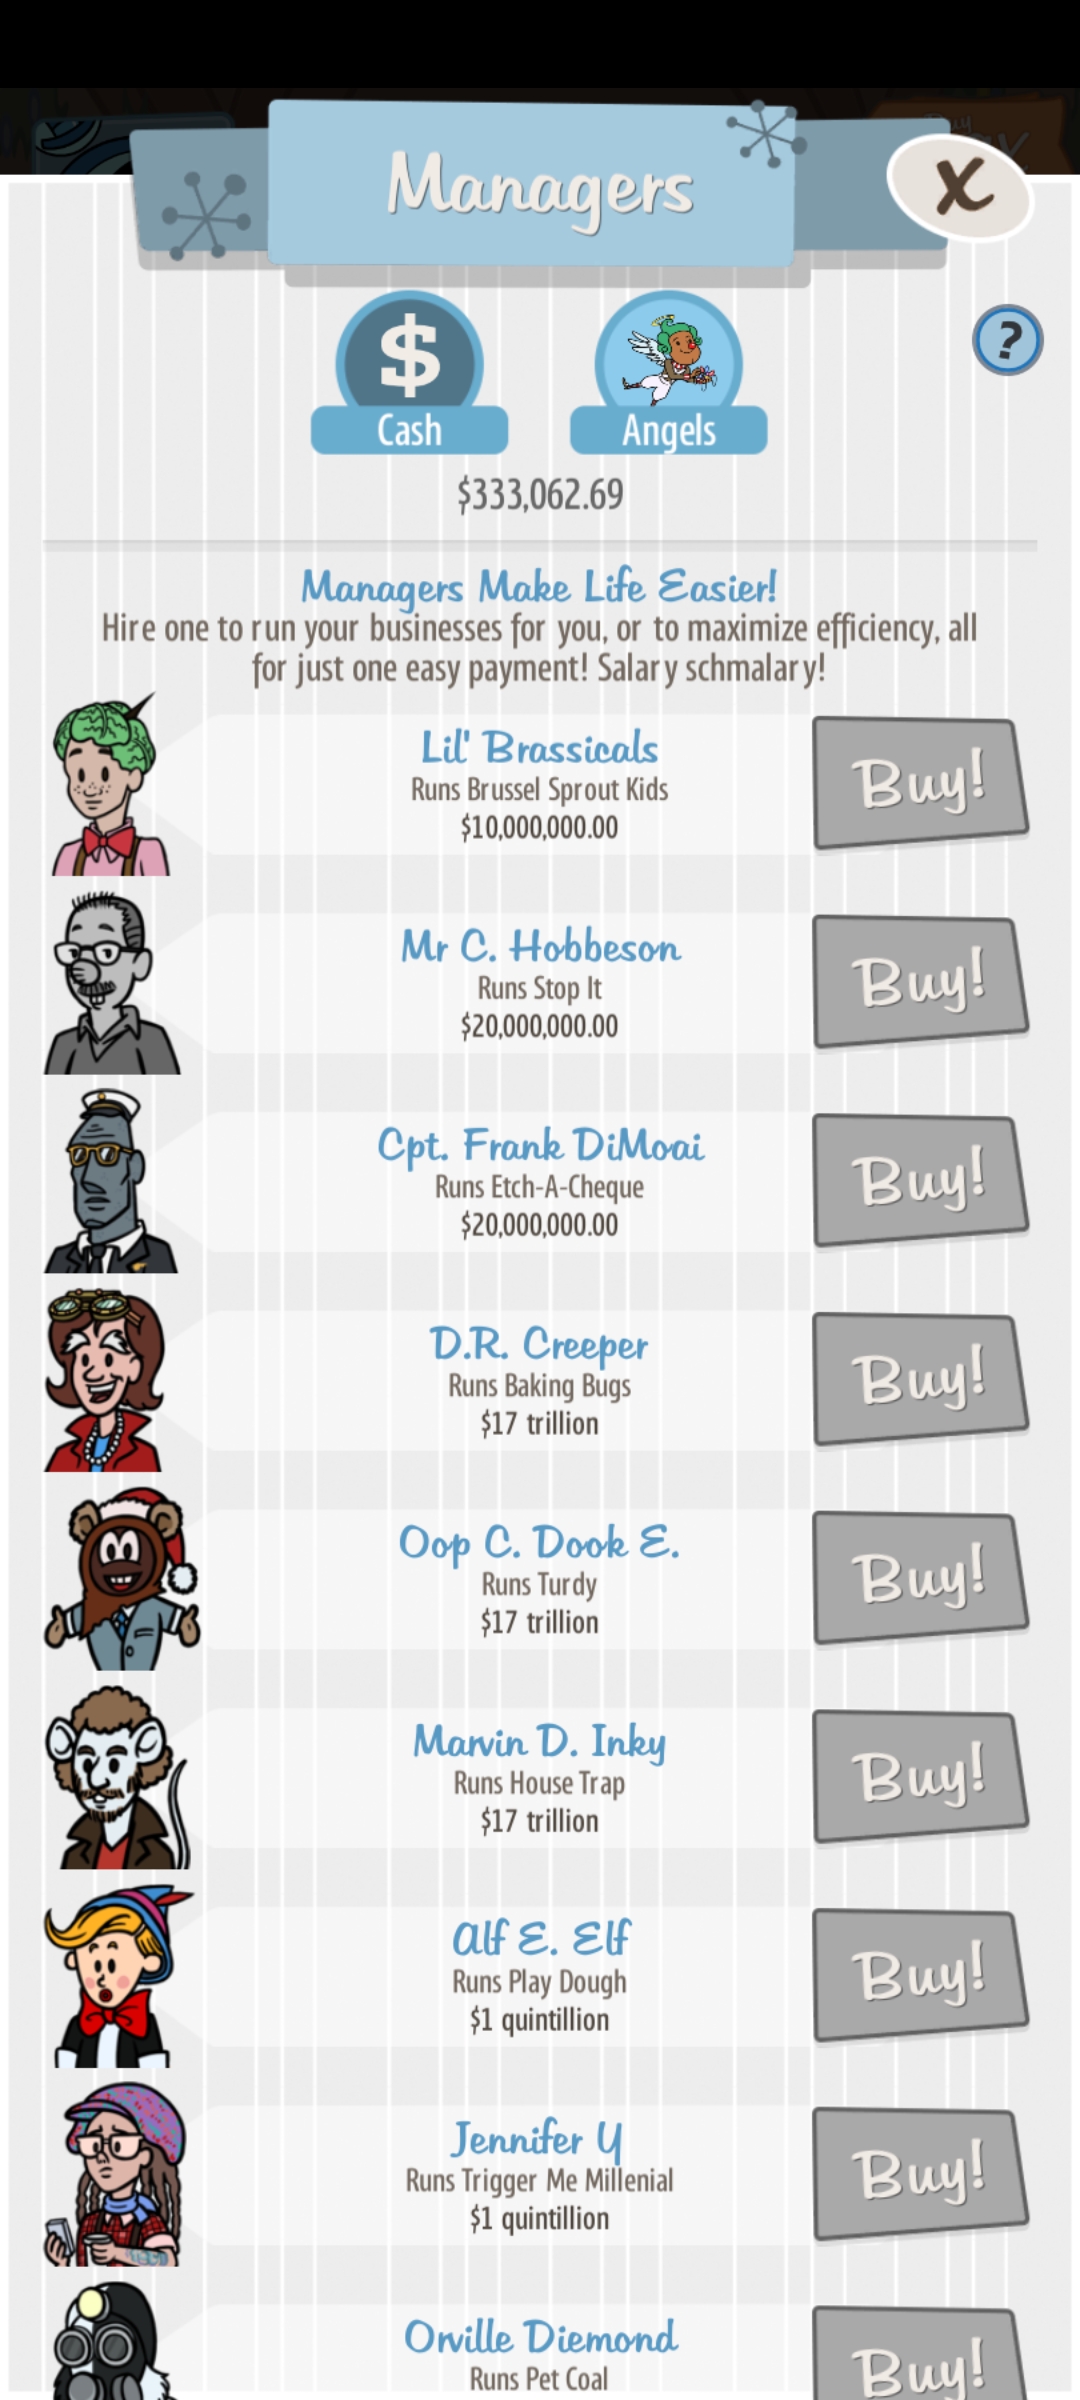 Managers
X
$
Cash
Angels
?
$333,062.69
Managers Make Life Easier!
Hire one to run your businesses for you, or to maximize efficiency, all
for just one easy payment! Salary schmalary!
Lil' Brassicals
Runs Brussel Sprout Kids
$10,000,000.00
Buy!
Mr C. Hobbeson
Runs Stop It
$20,000,000.00
Buy!
Cpt. Frank DiMoai
Runs Etch-A-Cheque
$20,000,000.00
Buy!
D.R. Creeper
Runs Baking Bugs
$17 trillion
Buy!
Oop C. Dook E.
Runs Turdy
$17 trillion
Buy!
Marvin D. Inky
Runs House Trap
$17 trillion
Buy!
Alf E. Elf
Runs Play Dough
$1 quintillion
Buy!
Jennifer Y
Runs Trigger Me Millenial
$1 quintillion
Buy!
Orville Diemond
Runs Pet Coal
Buy!